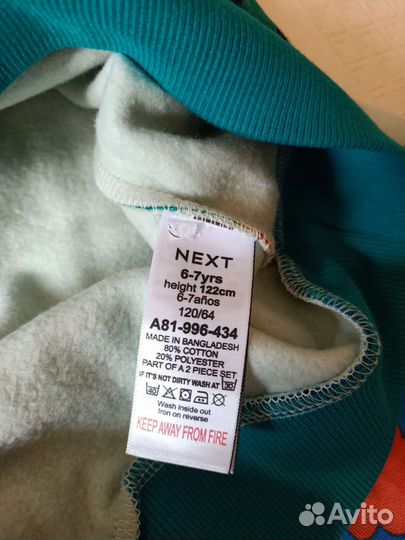 NEXT
6-7yrs
height 122cm
6-7años
120/64
A81-996-434
MADE IN BANGLADESH
80% COTTON
20% POLYESTER
PART OF A 2 PIECE SET
IF IT'S NOT DIRTY WASH AT 30
40
Wash inside out
Iron on reverse
KEEP AWAY FROM FIRE
Avito